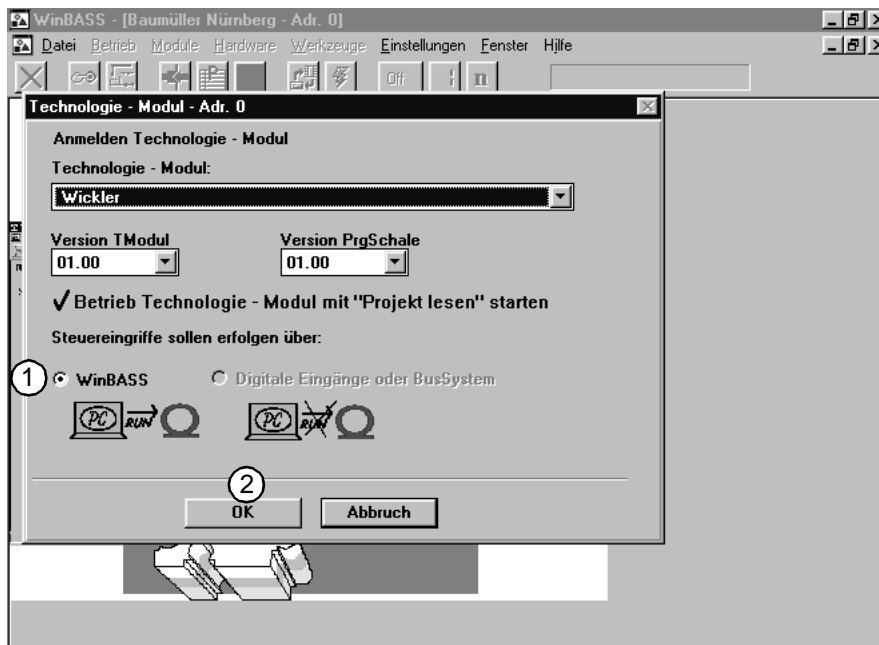 WinBASS - [Baumüller Nürnberg - Adr. 0]
Datei Betrieb Module Hardware Werkzeuge Einstellungen Fenster Hilfe
Off n
Technologie - Modul - Adr. 0
Anmelden Technologie - Modul
Technologie - Modul:
Wickler
Version TModul Version PrgSchale
01.00 01.00
Betrieb Technologie - Modul mit "Projekt lesen" starten
Steuereingriffe sollen erfolgen über:
1 WinBASS Digitale Eingänge oder BusSystem
PC RUN PC RUN
2
OK Abbruch